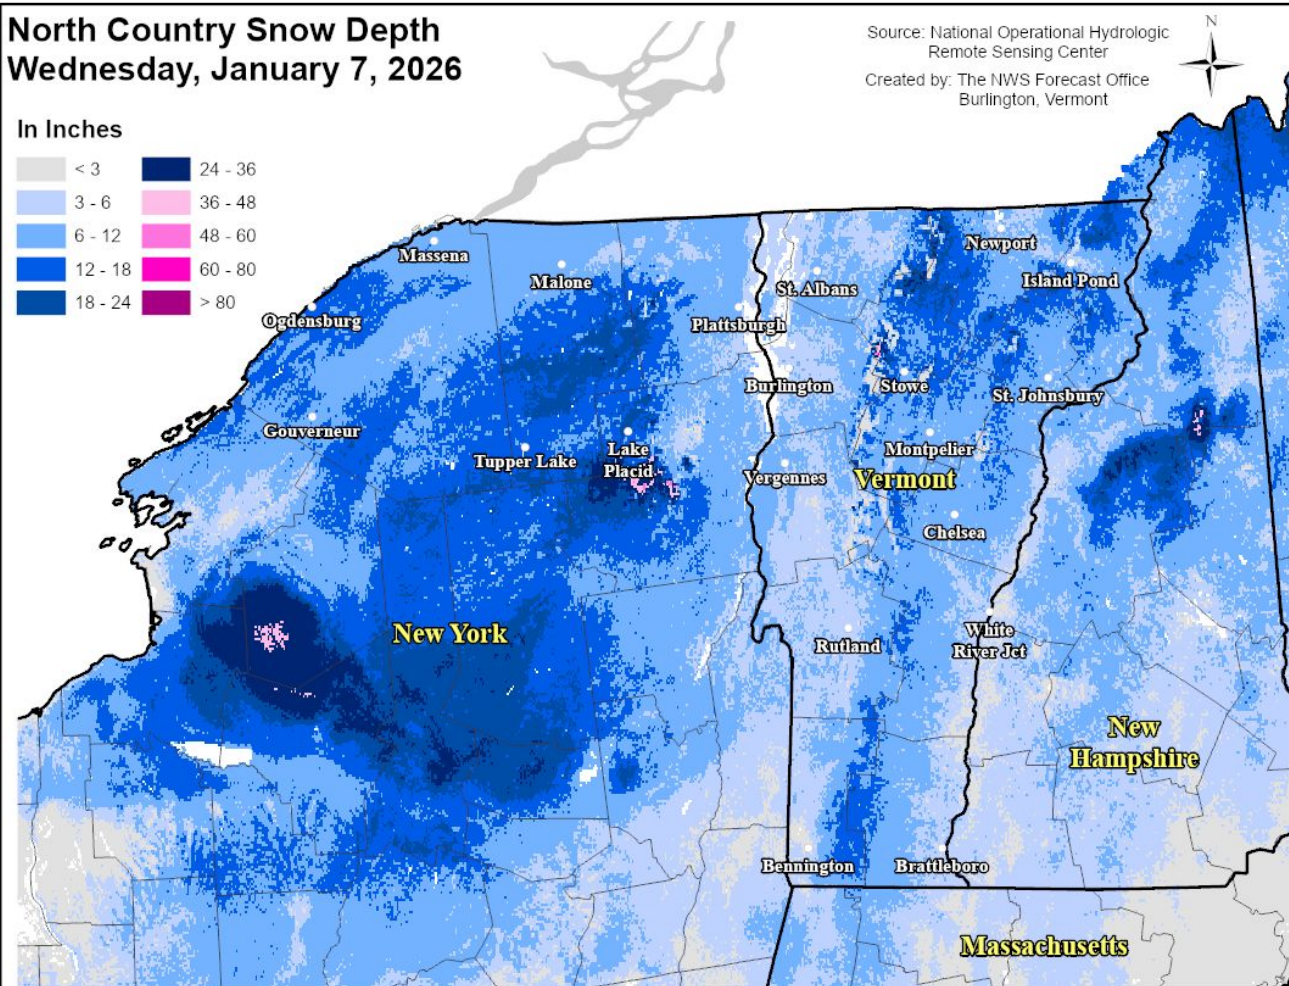 North Country Snow Depth
Wednesday, January 7, 2026
Source: National Operational Hydrologic
Remote Sensing Center
Created by: The NWS Forecast Office
Burlington, Vermont
N
In Inches
< 3
24 - 36
3 - 6
36 - 48
6 - 12
48 - 60
12 - 18
60 - 80
18 - 24
> 80
Massena
Malone
Newport
Island Pond
St. Albans
Ogdensburg
Plattsburgh
Burlington
Stowe
St. Johnsbury
Gouverneur
Lake
Placid
Tupper Lake
Montpelier
Vergennes
Vermont
Chelsea
New York
Rutland
White
River Jct
New
Hampshire
Bennington
Brattleboro
Massachusetts